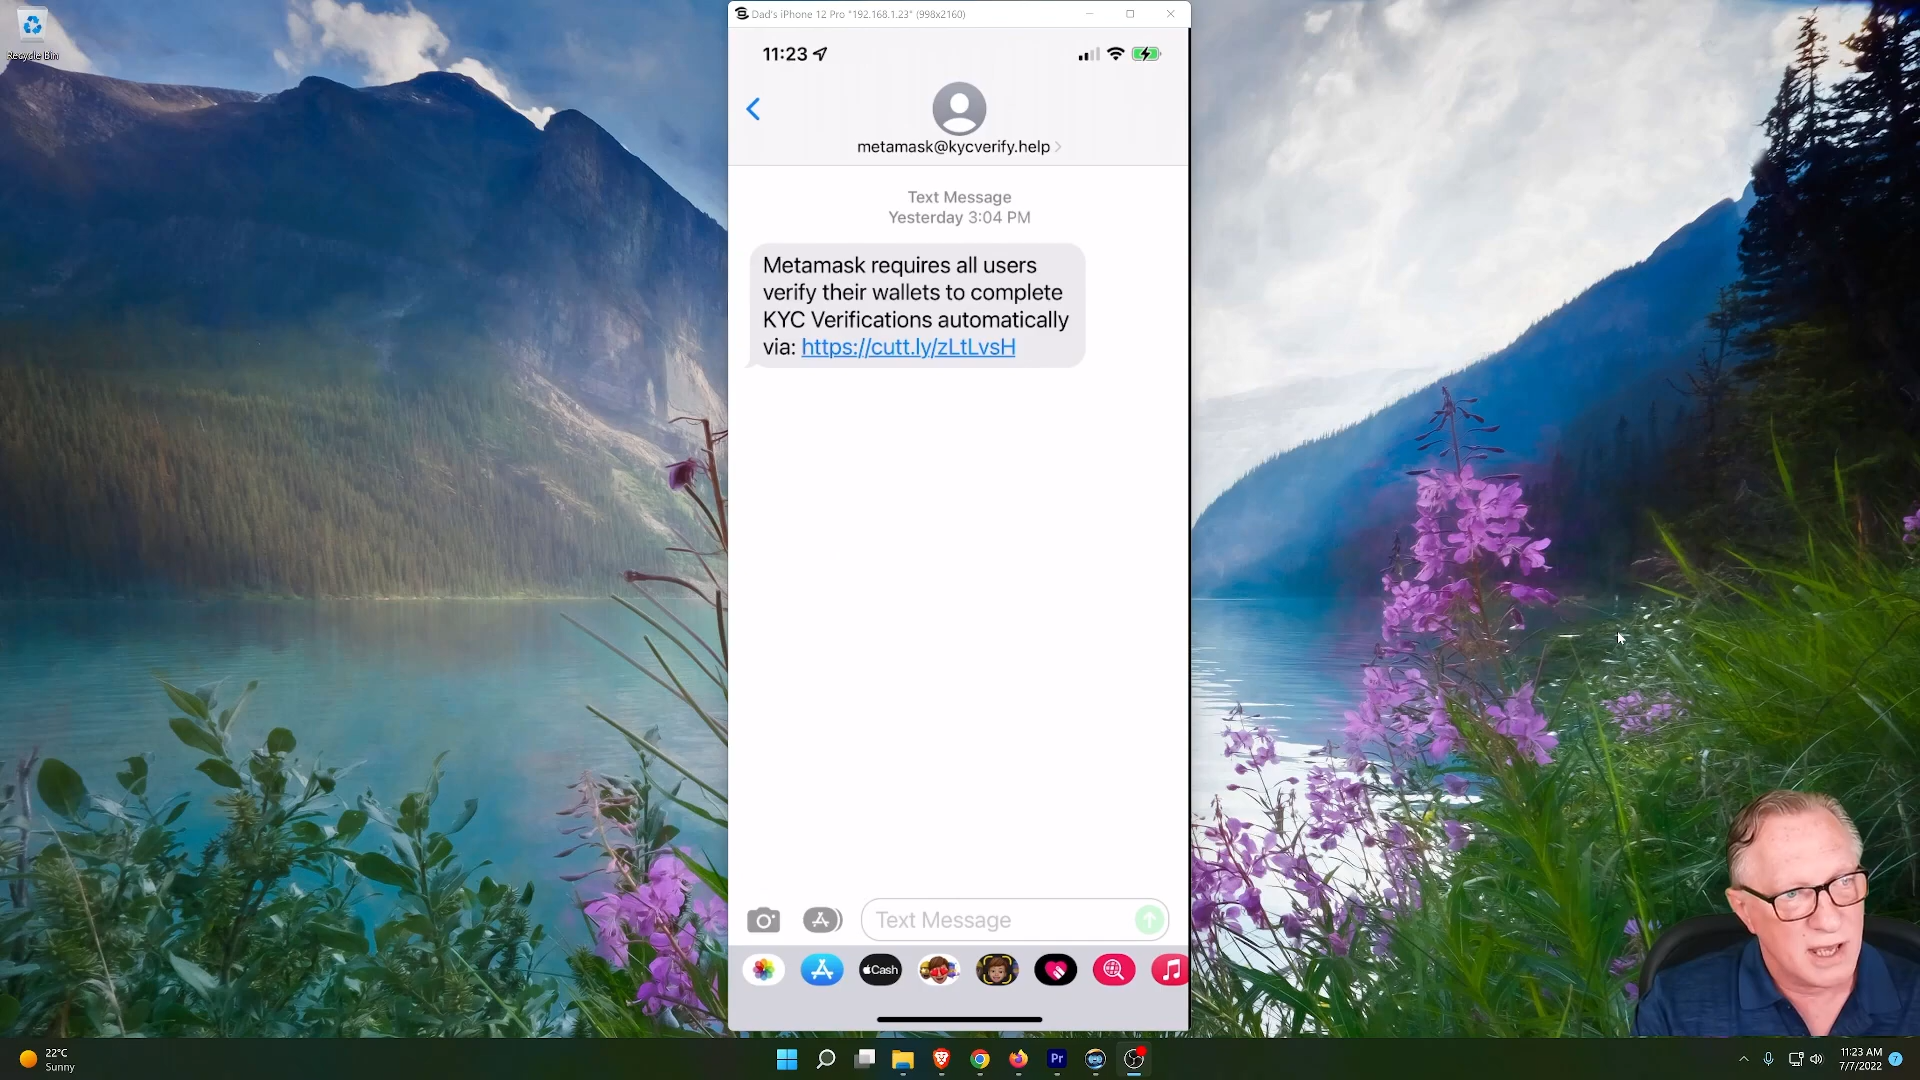 Recycle Bin
Dad's iPhone 12 Pro "192.168.1.23" (998x2160)
11:23
metamask@kycverify.help
Text Message
Yesterday 3:04 PM
Metamask requires all users
verify their wallets to complete
KYC Verifications automatically
via: https://cutt.ly/zLtLvsH
Text Message
Cash
22°C
Sunny
Pr
11:23 AM
7/7/2022
7